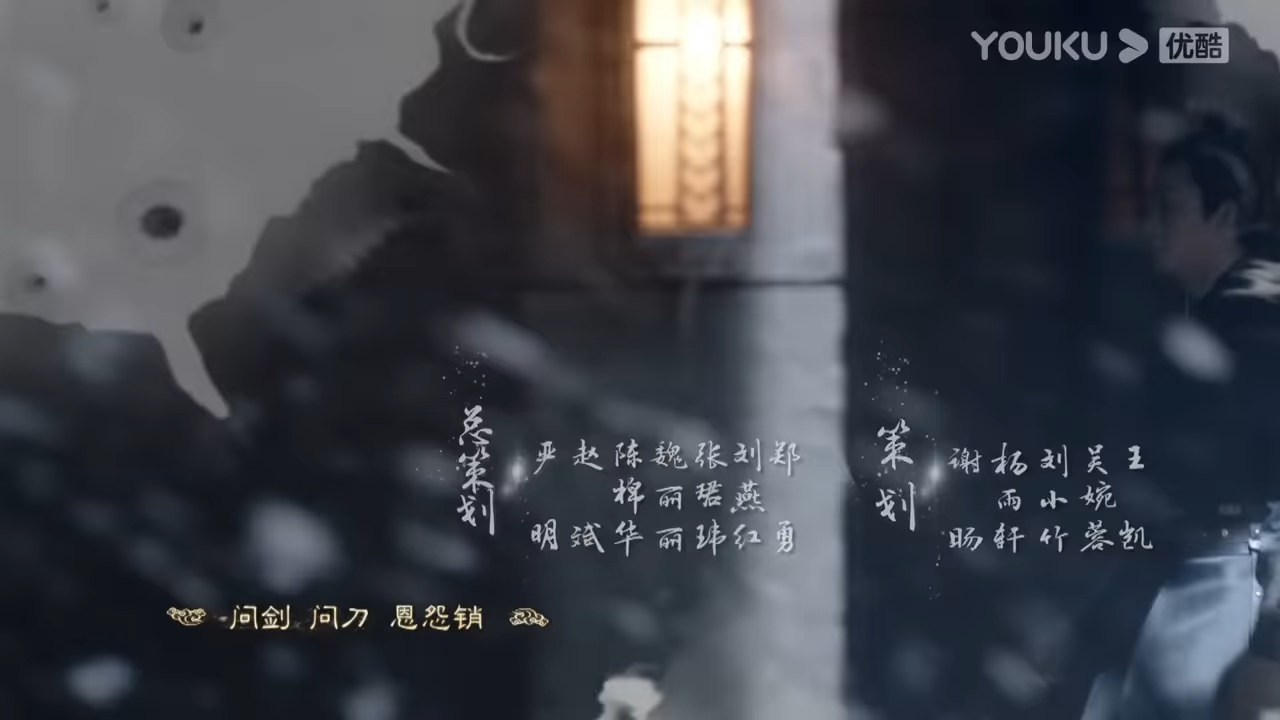 YOUKU 优酷
总策划
严明
赵斌
陈樨华
魏丽丽
张珺玮
刘燕红
郑勇
策划
谢旸
杨雨轩
刘小竹
吴婉蓉
王凯
问剑 问刀 恩怨销